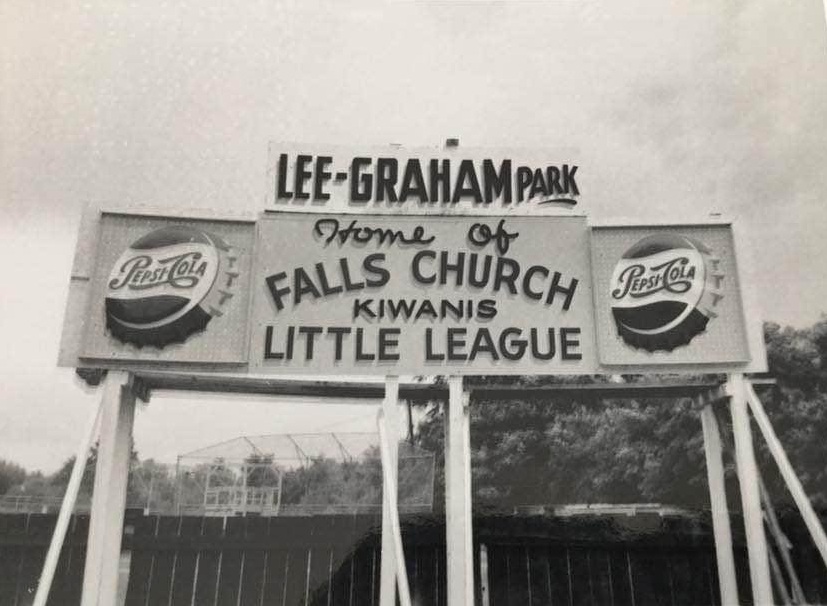 LEE-GRAHAM PARK
Home Of
FALLS CHURCH
KIWANIS
LITTLE LEAGUE
PEPSI-COLA
PEPSI-COLA